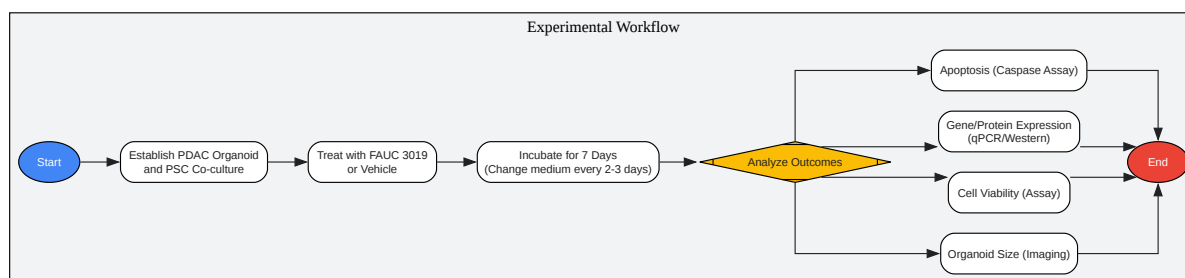 Experimental Workflow
Start
Establish PDAC Organoid
and PSC Co-culture
Treat with FAUC 3019
or Vehicle
Incubate for 7 Days
(Change medium every 2-3 days)
Analyze Outcomes
Apoptosis (Caspase Assay)
Gene/Protein Expression
(qPCR/Western)
Cell Viability (Assay)
Organoid Size (Imaging)
End